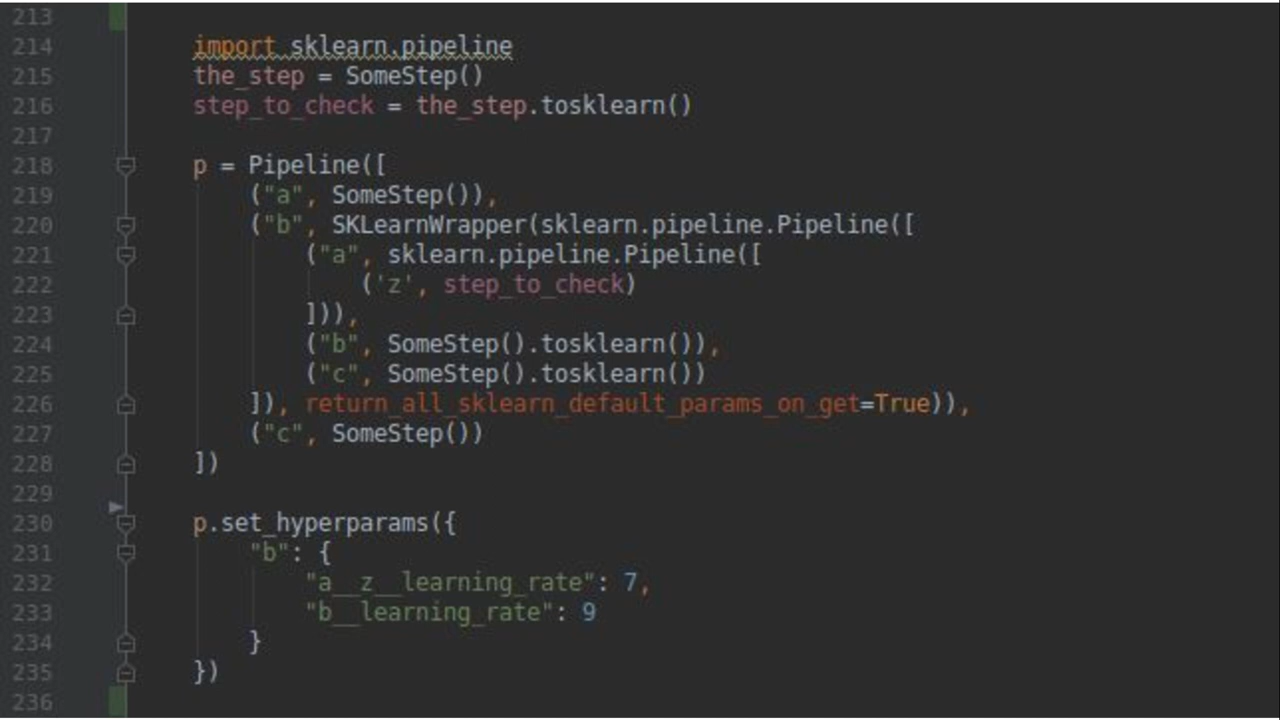 213
214 import sklearn.pipeline
215 the_step = SomeStep()
216 step_to_check = the_step.tosklearn()
217
218 p = Pipeline([
219     ("a", SomeStep()),
220     ("b", SKLearnWrapper(sklearn.pipeline.Pipeline([
221         ("a", sklearn.pipeline.Pipeline([
222             ('z', step_to_check)
223         ])),
224         ("b", SomeStep().tosklearn()),
225         ("c", SomeStep().tosklearn())
226     ]), return_all_sklearn_default_params_on_get=True)),
227     ("c", SomeStep())
228 ])
229
230 p.set_hyperparams({
231     "b": {
232         "a__z__learning_rate": 7,
233         "b__learning_rate": 9
234     }
235 })
236